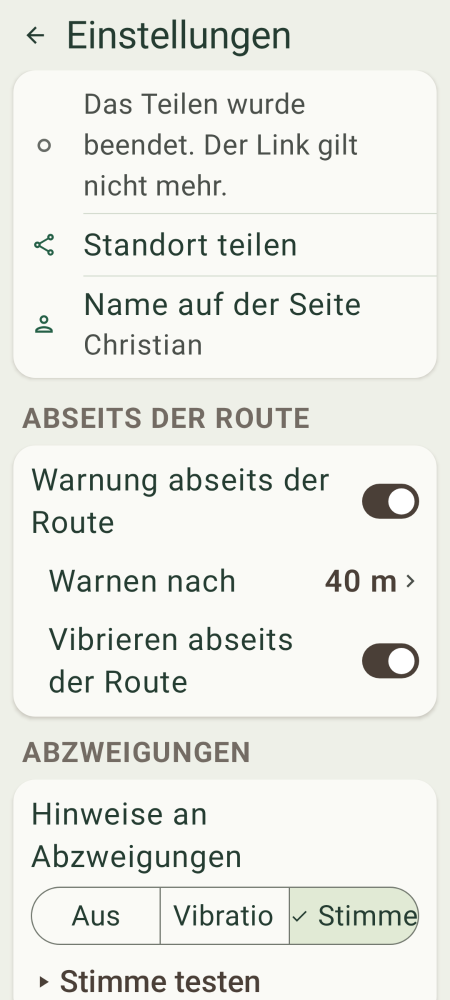 Einstellungen
Das Teilen wurde
beendet. Der Link gilt
nicht mehr.
Standort teilen
Name auf der Seite
Christian
ABSEITS DER ROUTE
Warnung abseits der
Route
Warnen nach 40 m
Vibrieren abseits
der Route
ABZWEIGUNGEN
Hinweise an
Abzweigungen
Aus Vibratio Stimme
Stimme testen